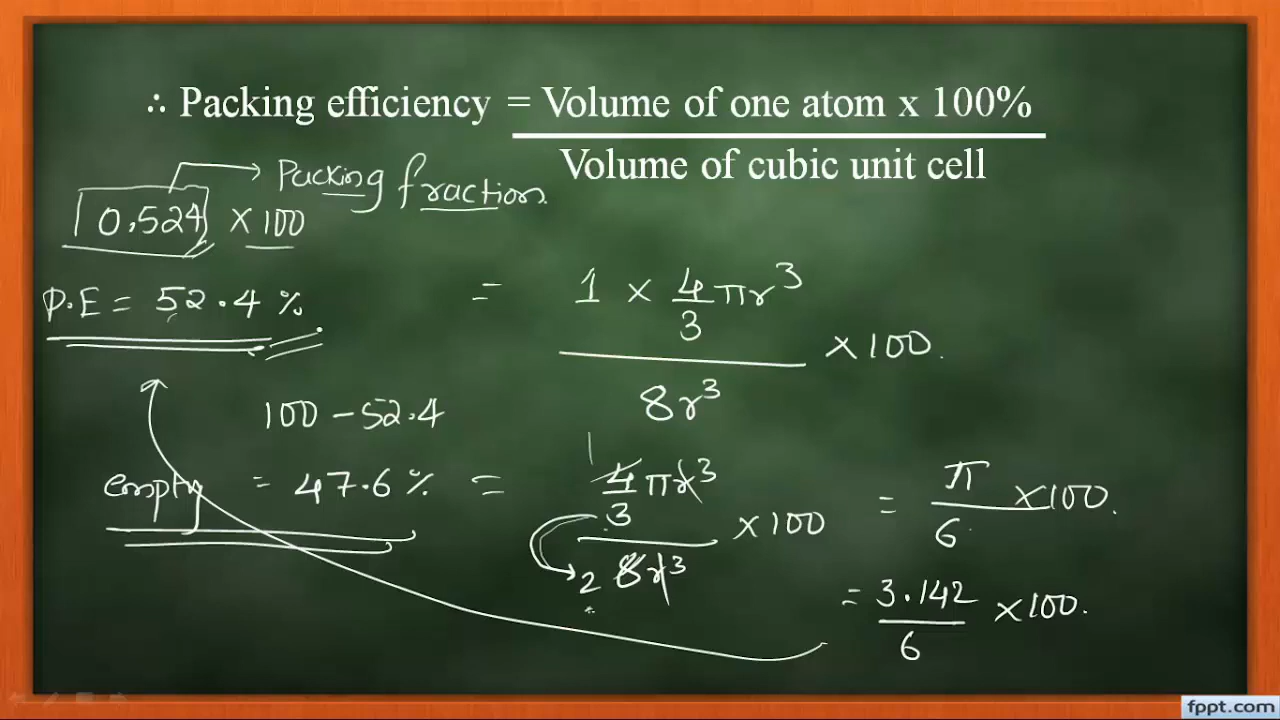 ∴ Packing efficiency = Volume of one atom x 100%
Volume of cubic unit cell
Packing fraction
0.524 × 100
P.E = 52.4 %
= 1 × 4/3 πr³
8r³
× 100.
100 – 52.4
empty = 47.6 %
= 1 4/3 πr³
2 8r³
× 100
= π/6 × 100.
= 3.142/6 × 100.
fppt.com